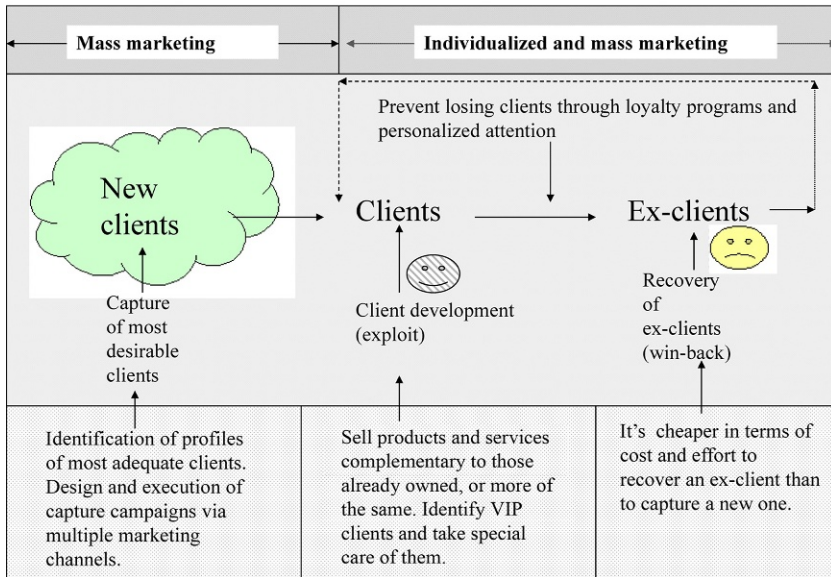 Mass marketing
Individualized and mass marketing
Prevent losing clients through loyalty programs and
personalized attention
New
clients
Clients
Ex-clients
Capture
of most
desirable
clients
Client development
(exploit)
Recovery
of
ex-clients
(win-back)
Identification of profiles
of most adequate clients.
Design and execution of
capture campaigns via
multiple marketing
channels.
Sell products and services
complementary to those
already owned, or more of
the same. Identify VIP
clients and take special
care of them.
It's cheaper in terms of
cost and effort to
recover an ex-client than
to capture a new one.